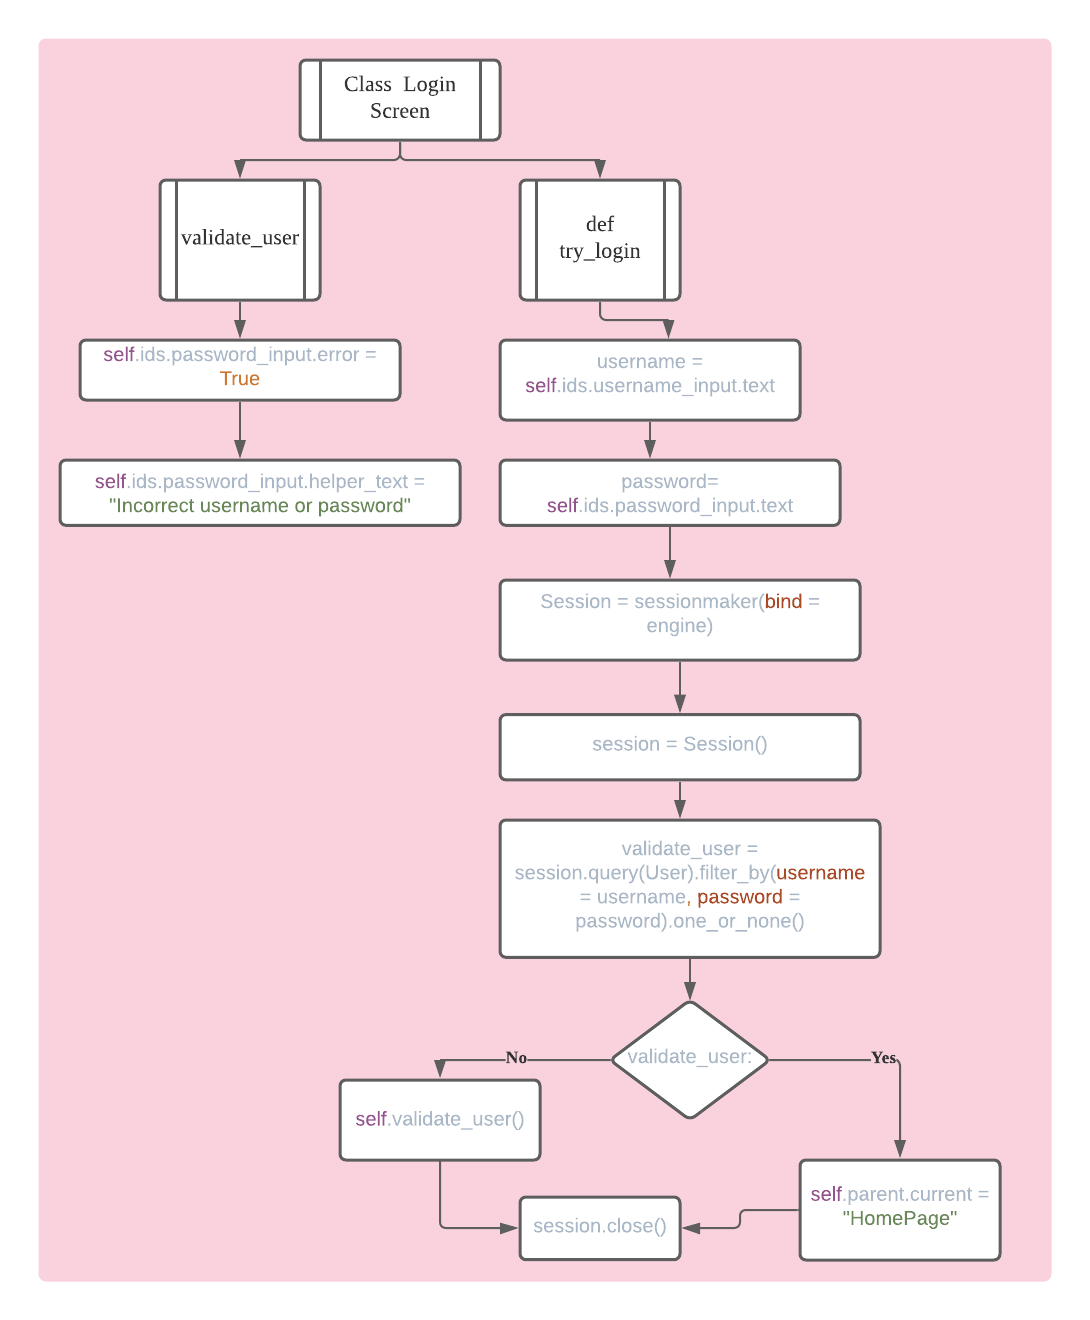 Class  Login
Screen
validate_user
def
try_login
self.ids.password_input.error =
True
username =
self.ids.username_input.text
self.ids.password_input.helper_text =
"Incorrect username or password"
password=
self.ids.password_input.text
Session = sessionmaker(bind =
engine)
session = Session()
validate_user =
session.query(User).filter_by(username
= username, password =
password).one_or_none()
validate_user:
No
Yes
self.validate_user()
self.parent.current =
"HomePage"
session.close()